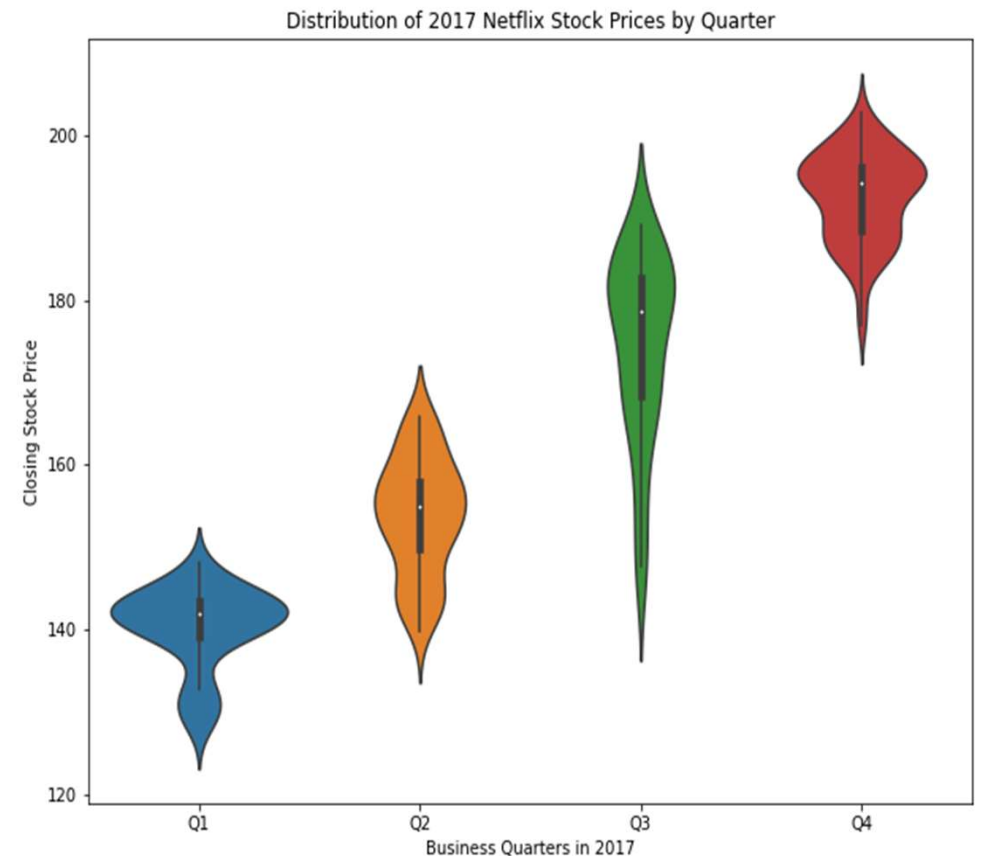 Distribution of 2017 Netflix Stock Prices by Quarter
200
180
160
140
120
Closing Stock Price
Q1 Q2 Q3 Q4
Business Quarters in 2017